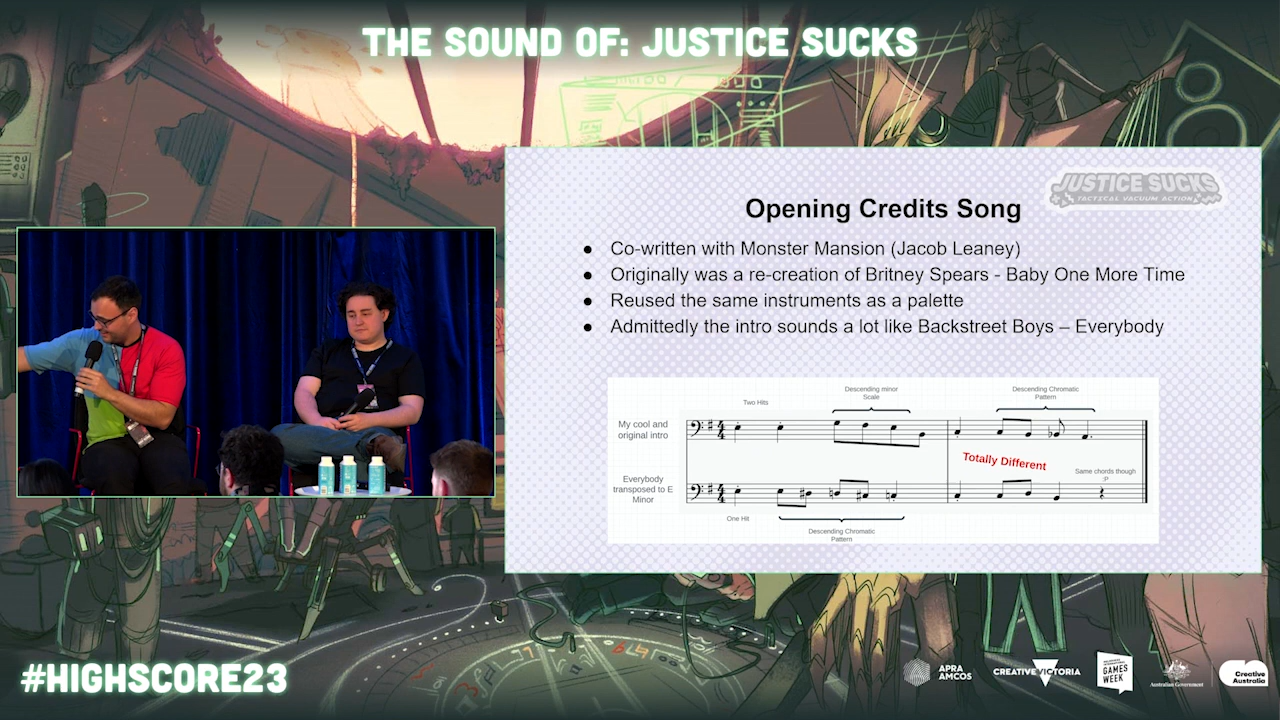 THE SOUND OF: JUSTICE SUCKS
JUSTICE SUCKS
TACTICAL VACUUM ACTION
Opening Credits Song
● Co-written with Monster Mansion (Jacob Leaney)
● Originally was a re-creation of Britney Spears - Baby One More Time
● Reused the same instruments as a palette
● Admittedly the intro sounds a lot like Backstreet Boys – Everybody
Descending minor
Scale
Descending Chromatic
Pattern
Two Hits
My cool and
original intro
Totally Different
Same chords though
:P
Everybody
transposed to E
Minor
One Hit
Descending Chromatic
Pattern
#HIGHSCORE23
APRA
AMCOS
CREATIVE VICTORIA
GAMES
WEEK
Australian Government
Creative
Australia